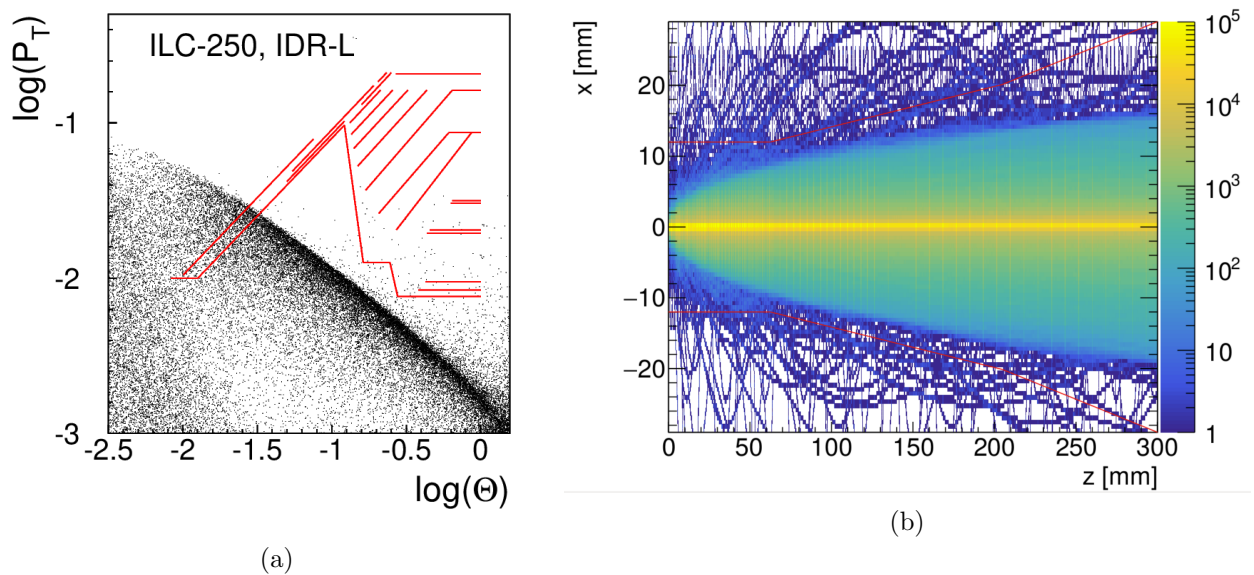 ILC-250, IDR-L
log(P_T)
-1
-2
-3
-2.5 -2 -1.5 -1 -0.5 0
log(Θ)
(a)
x [mm]
20
10
0
−10
−20
0 50 100 150 200 250 300
z [mm]
10^5
10^4
10^3
10^2
10
1
(b)